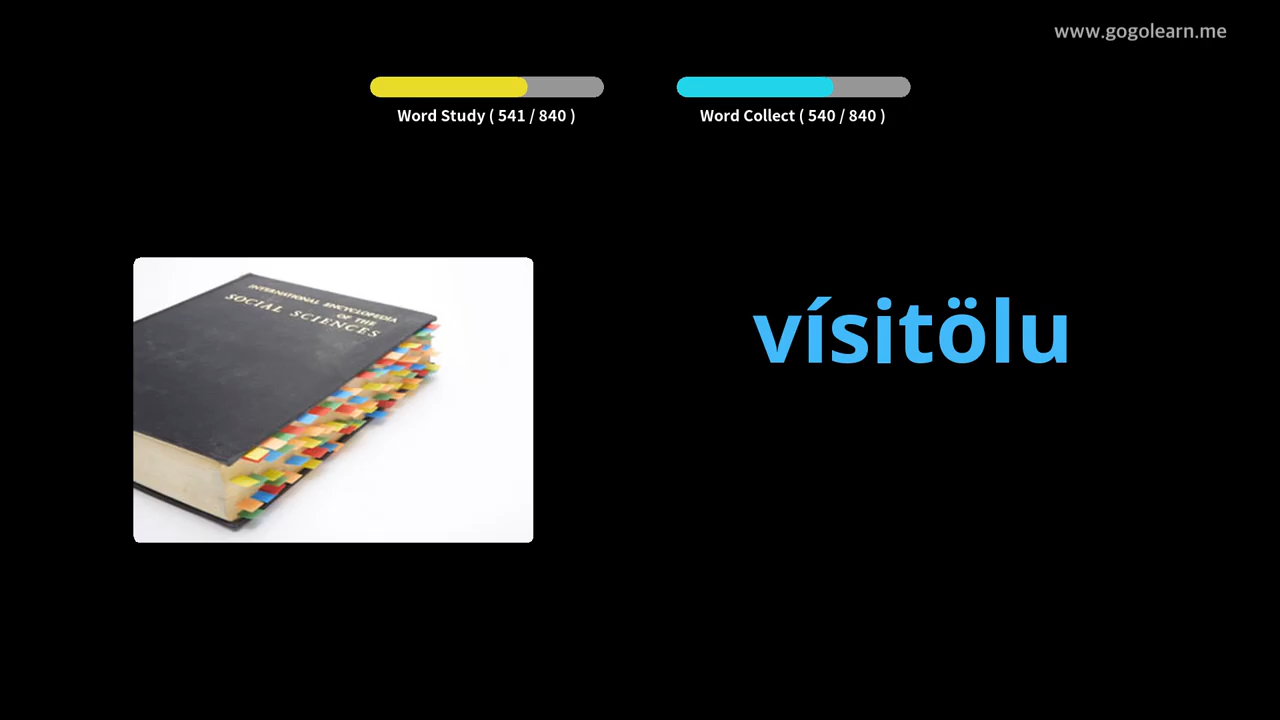 www.gogolearn.me
Word Study ( 541 / 840 )
Word Collect ( 540 / 840 )
INTERNATIONAL ENCYCLOPEDIA
OF THE
SOCIAL SCIENCES
vísitölu